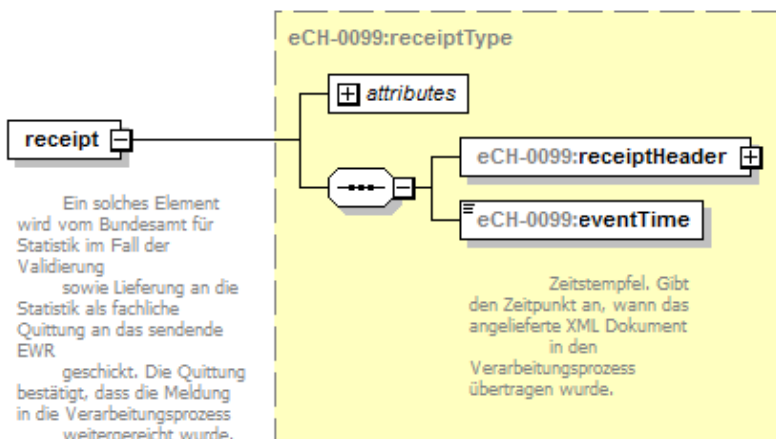 eCH-0099:receiptType
attributes
receipt
eCH-0099:receiptHeader
eCH-0099:eventTime
Ein solches Element
wird vom Bundesamt für
Statistik im Fall der
Validierung
sowie Lieferung an die
Statistik als fachliche
Quittung an das sendende
EWR
geschickt. Die Quittung
bestätigt, dass die Meldung
in die Verarbeitungsprozess
weitergereicht wurde.
Zeitstempfel. Gibt
den Zeitpunkt an, wann das
angelieferte XML Dokument
in den
Verarbeitungsprozess
übertragen wurde.